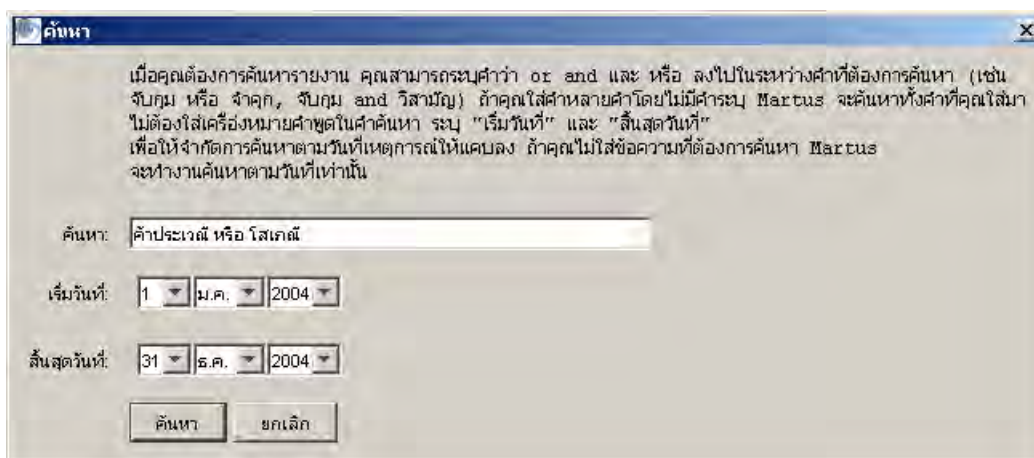 ค้นหา
เมื่อคุณต้องการค้นหารายงาน คุณสามารถระบุคำว่า or and และ หรือ ลงไปในระหว่างคำที่ต้องการค้นหา (เช่น
จับกุม หรือ จำคุก, จับกุม and วิสามัญ) ถ้าคุณใส่คำหลายคำโดยไม่มีคำระบุ Martus จะค้นหาทั้งคำที่คุณใส่มา
ไม่ต้องใส่เครื่องหมายคำพูดในคำค้นหา ระบุ "เริ่มวันที่" และ "สิ้นสุดวันที่"
เพื่อให้จำกัดการค้นหาตามวันที่เหตุการณ์ให้แคบลง ถ้าคุณไม่ใส่ข้อความที่ต้องการค้นหา Martus
จะทำงานค้นหาตามวันที่เท่านั้น
ค้นหา: ค้าประเวณี หรือ โสเภณี
เริ่มวันที่: 1 ม.ค. 2004
สิ้นสุดวันที่: 31 ธ.ค. 2004
ค้นหา ยกเลิก